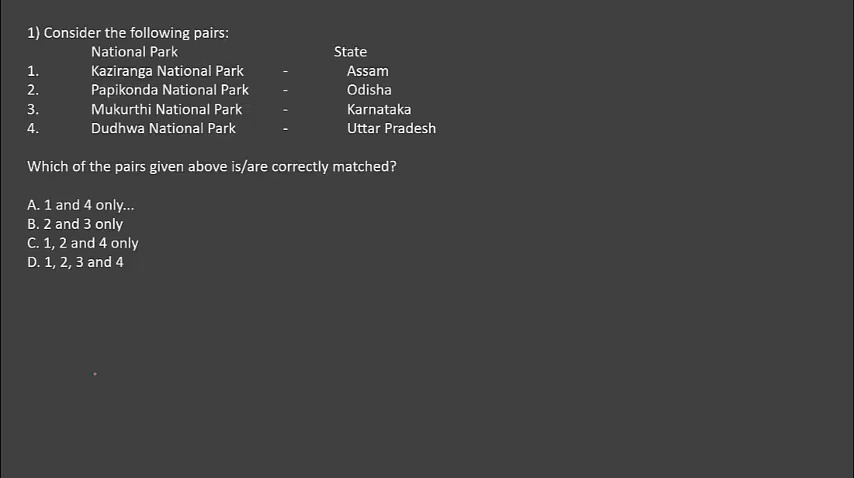 1) Consider the following pairs:
National Park State
1. Kaziranga National Park - Assam
2. Papikonda National Park - Odisha
3. Mukurthi National Park - Karnataka
4. Dudhwa National Park - Uttar Pradesh
Which of the pairs given above is/are correctly matched?
A. 1 and 4 only...
B. 2 and 3 only
C. 1, 2 and 4 only
D. 1, 2, 3 and 4